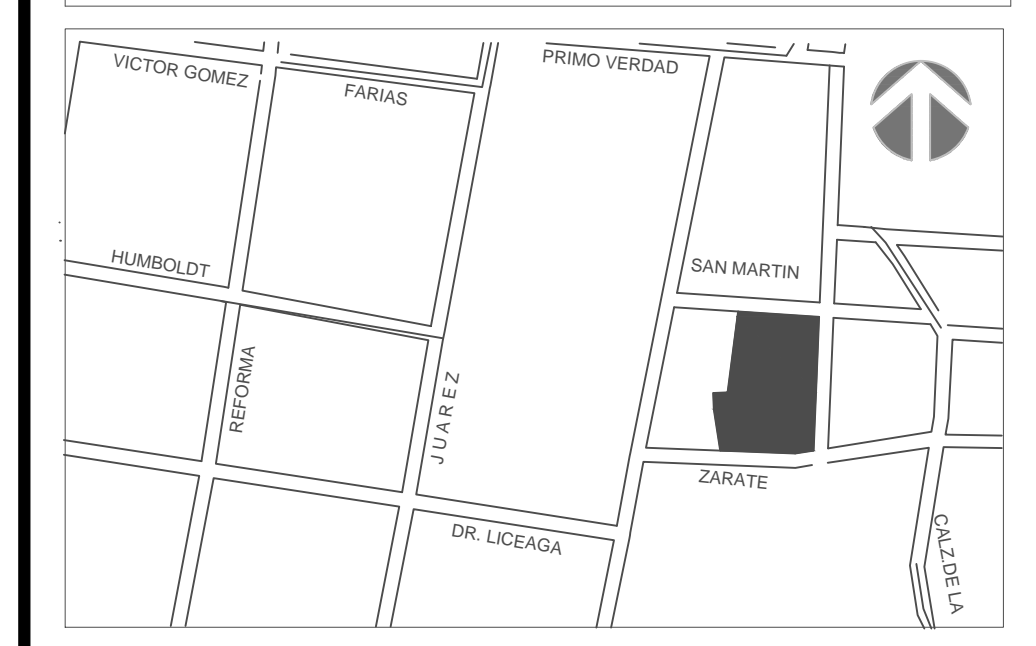 VICTOR GOMEZ
FARIAS
PRIMO VERDAD
HUMBOLDT
SAN MARTIN
REFORMA
JUAREZ
ZARATE
DR. LICEAGA
CALZ.DE LA